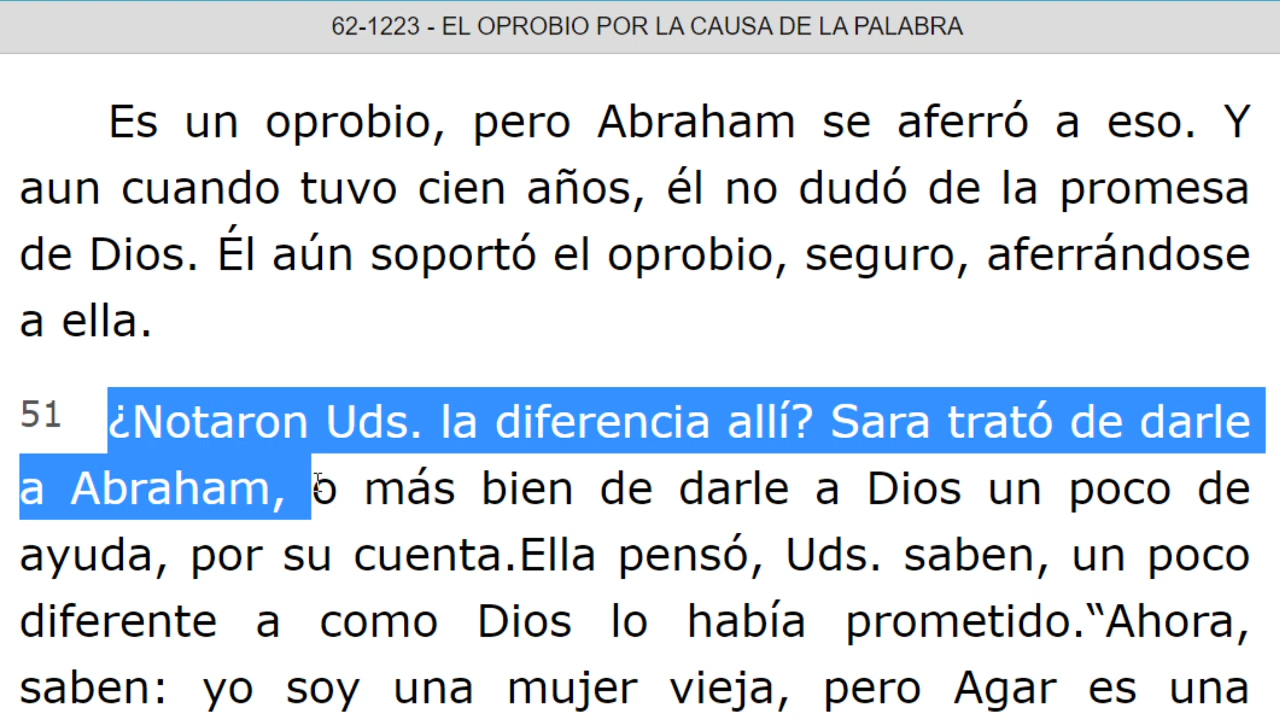 62-1223 - EL OPROBIO POR LA CAUSA DE LA PALABRA
Es un oprobio, pero Abraham se aferró a eso. Y
aun cuando tuvo cien años, él no dudó de la promesa
de Dios. Él aún soportó el oprobio, seguro, aferrándose
a ella.
51 ¿Notaron Uds. la diferencia allí? Sara trató de darle
a Abraham, o más bien de darle a Dios un poco de
ayuda, por su cuenta.Ella pensó, Uds. saben, un poco
diferente a como Dios lo había prometido.“Ahora,
saben: yo soy una mujer vieja, pero Agar es una